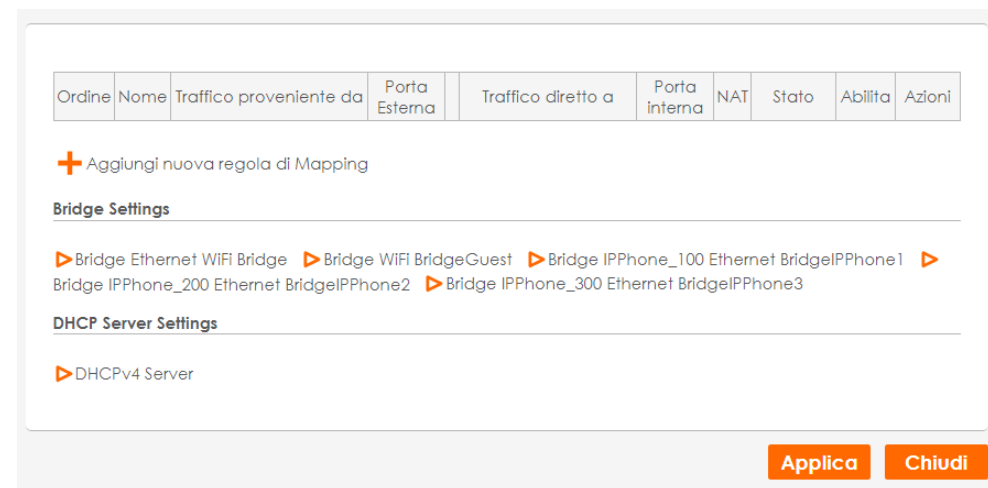 Ordine Nome Traffico proveniente da Porta Esterna Traffico diretto a Porta interna NAT Stato Abilita Azioni
Aggiungi nuova regola di Mapping
Bridge Settings
Bridge Ethernet WiFi Bridge Bridge WiFi BridgeGuest Bridge IPPhone_100 Ethernet BridgeIPPhone1
Bridge IPPhone_200 Ethernet BridgeIPPhone2 Bridge IPPhone_300 Ethernet BridgeIPPhone3
DHCP Server Settings
DHCPv4 Server
Applica Chiudi